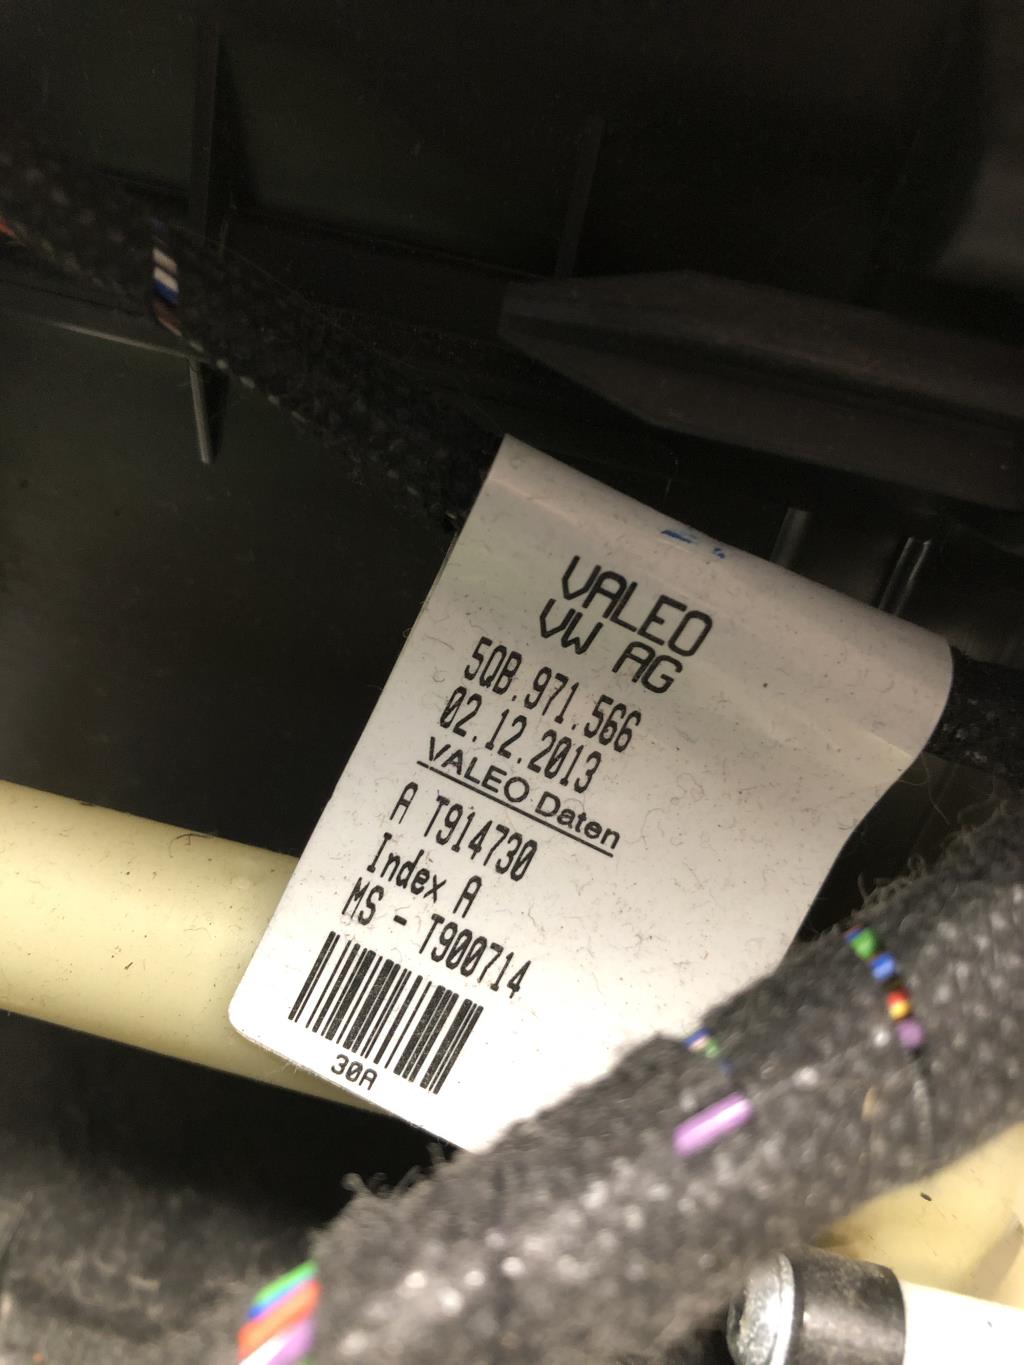 VALEO
VW AG
5QB.971.566
02.12.2013
VALEO Daten
A T914730
Index A
MS - T900714
30A